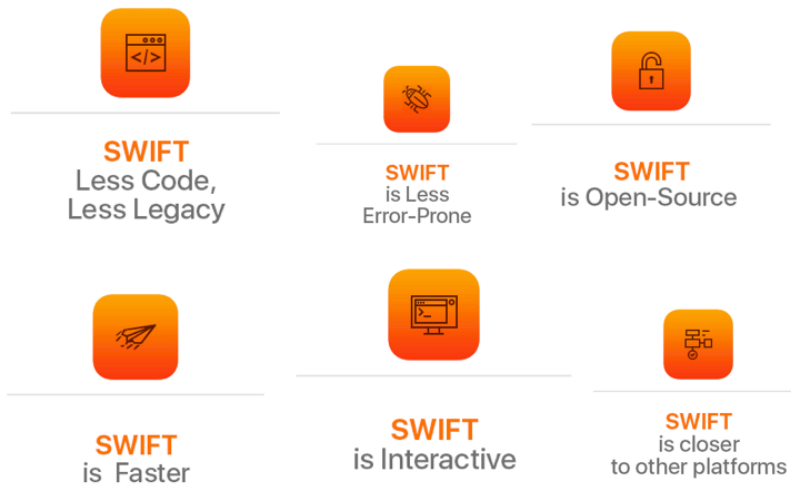 SWIFT
Less Code,
Less Legacy
SWIFT
is Less
Error-Prone
SWIFT
is Open-Source
SWIFT
is Faster
SWIFT
is Interactive
SWIFT
is closer
to other platforms